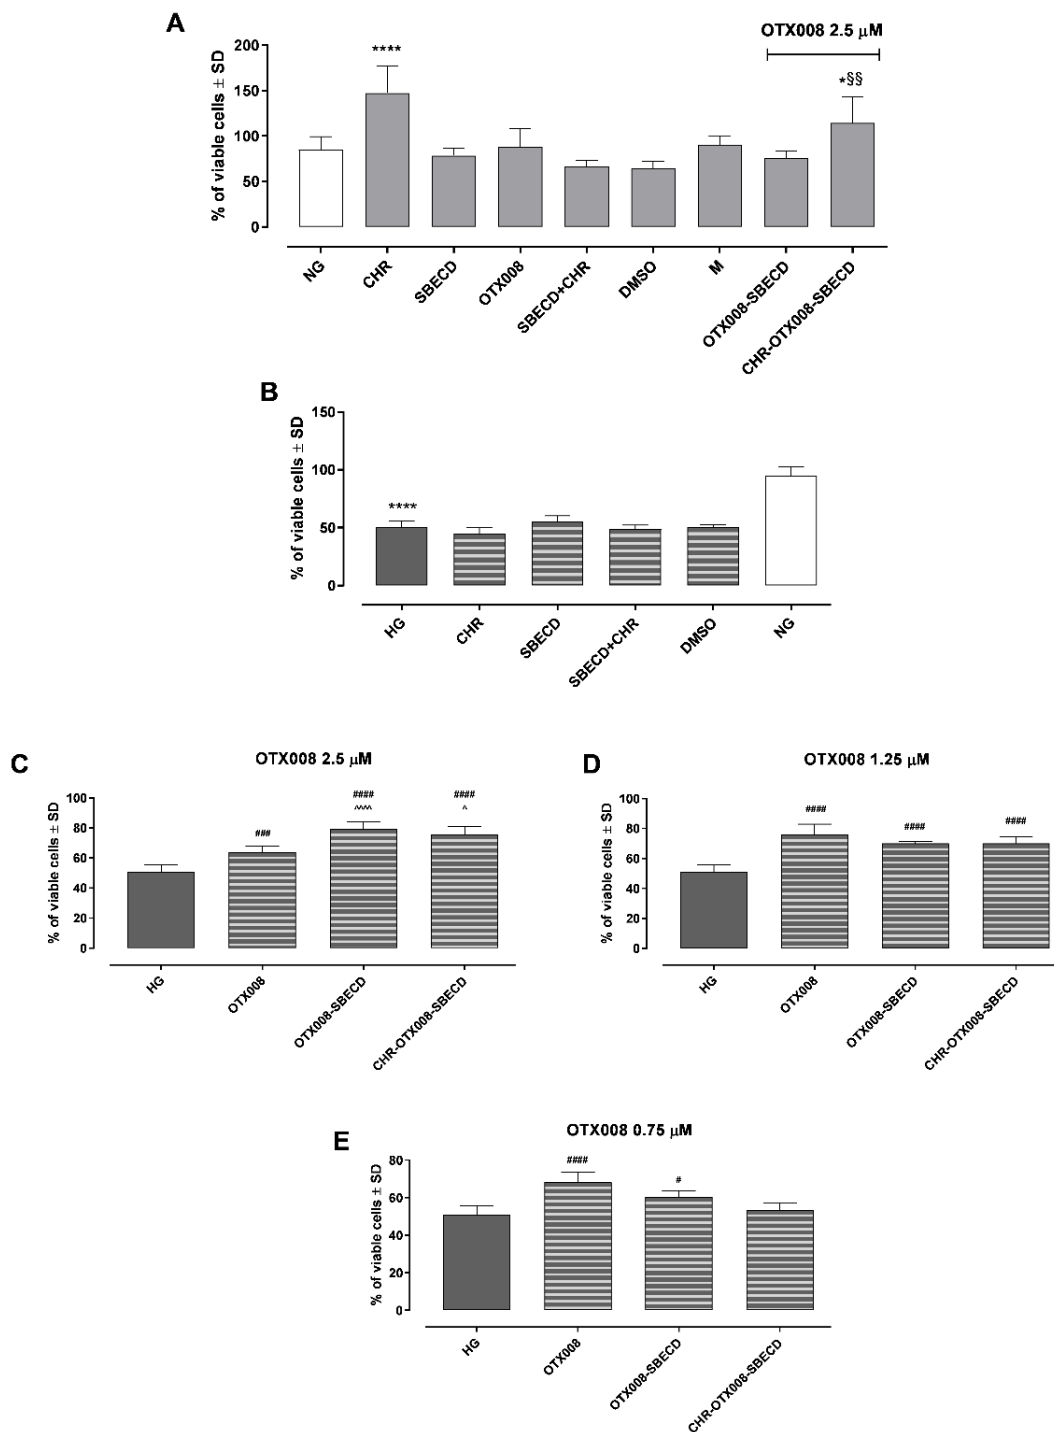 A
OTX008 2.5 μM
% of viable cells ± SD
200
150
100
50
0
****
*§§
NG
CHR
SBECD
OTX008
SBECD+CHR
DMSO
M
OTX008-SBECD
CHR-OTX008-SBECD
B
% of viable cells ± SD
150
100
50
0
****
HG
CHR
SBECD
SBECD+CHR
DMSO
NG
C
OTX008 2.5 μM
% of viable cells ± SD
100
80
60
40
20
0
###
####
^^^^
####
^
HG
OTX008
OTX008-SBECD
CHR-OTX008-SBECD
D
OTX008 1.25 μM
% of viable cells ± SD
100
80
60
40
20
0
####
####
####
HG
OTX008
OTX008-SBECD
CHR-OTX008-SBECD
E
OTX008 0.75 μM
% of viable cells ± SD
80
60
40
20
0
####
#
HG
OTX008
OTX008-SBECD
CHR-OTX008-SBECD